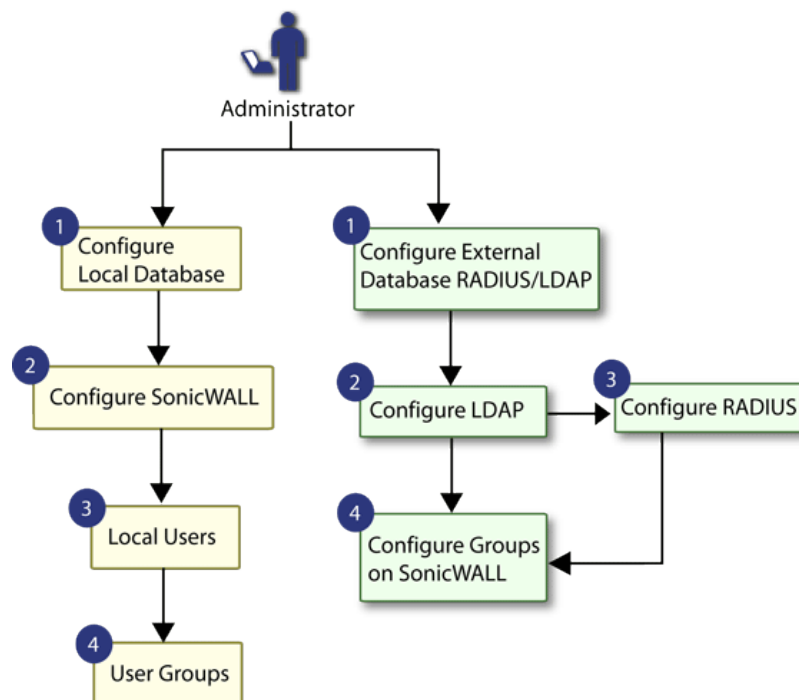 Administrator
1
Configure
Local Database
2
Configure SonicWALL
3
Local Users
4
User Groups
1
Configure External
Database RADIUS/LDAP
2
Configure LDAP
3
Configure RADIUS
4
Configure Groups
on SonicWALL